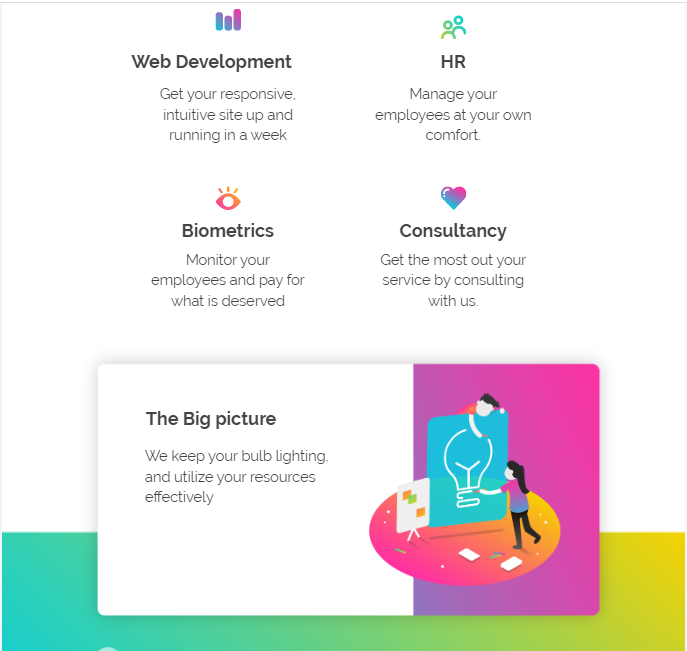 Web Development
Get your responsive,
intuitive site up and
running in a week
HR
Manage your
employees at your own
comfort.
Biometrics
Monitor your
employees and pay for
what is deserved
Consultancy
Get the most out your
service by consulting
with us.
The Big picture
We keep your bulb lighting,
and utilize your resources
effectively